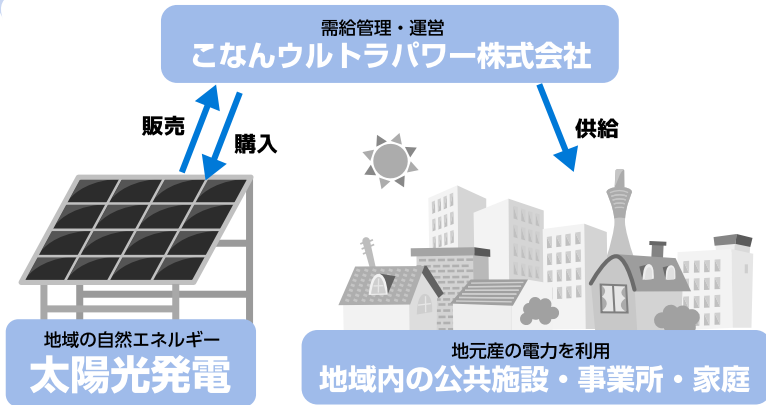 需給管理・運営
こなんウルトラパワー株式会社
販売
購入
供給
地域の自然エネルギー
太陽光発電
地元産の電力を利用
地域内の公共施設・事業所・家庭